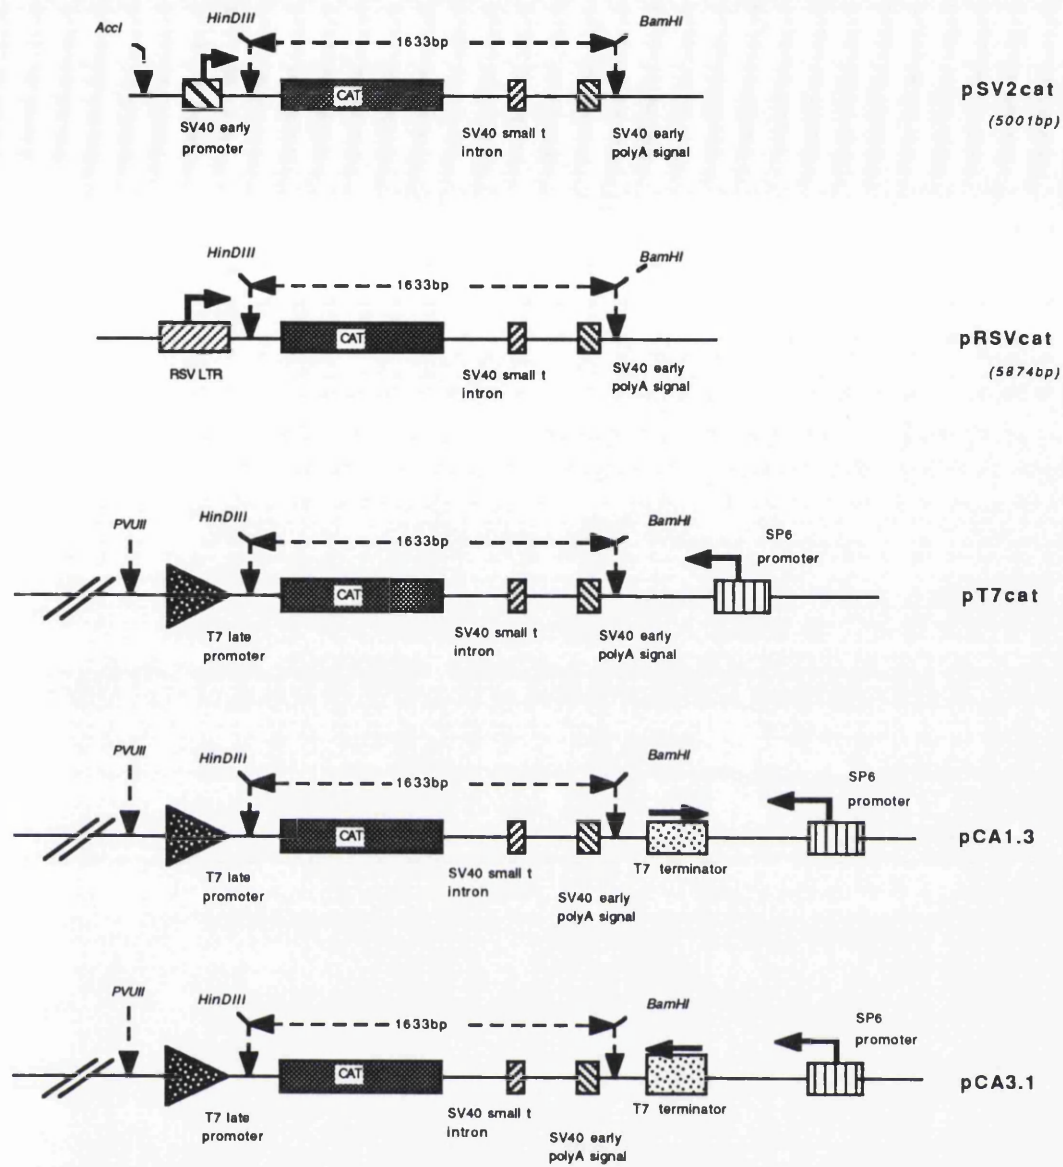 AccI
HinDIII
1633bp
BamHI
CAT
pSV2cat
(5001bp)
SV40 early
promoter
SV40 small t
intron
SV40 early
polyA signal
HinDIII
1633bp
BamHI
CAT
pRSVcat
(5874bp)
RSV LTR
SV40 small t
intron
SV40 early
polyA signal
PVUII
HinDIII
1633bp
BamHI
SP6
promoter
CAT
pT7cat
T7 late
promoter
SV40 small t
intron
SV40 early
polyA signal
PVUII
HinDIII
1633bp
BamHI
SP6
promoter
CAT
pCA1.3
T7 late
promoter
SV40 small t
intron
T7 terminator
SV40 early
polyA signal
PVUII
HinDIII
1633bp
BamHI
SP6
promoter
CAT
pCA3.1
T7 late
promoter
SV40 small t
intron
T7 terminator
SV40 early
polyA signal